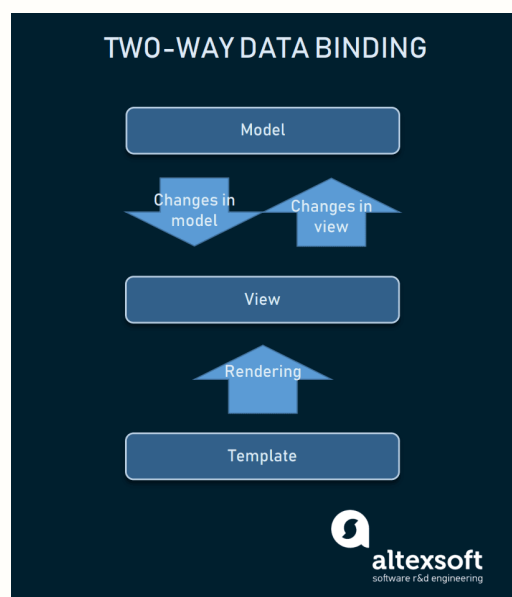 TWO-WAY DATA BINDING
Model
Changes in
model
Changes in
view
View
Rendering
Template
altexsoft
software r&d engineering